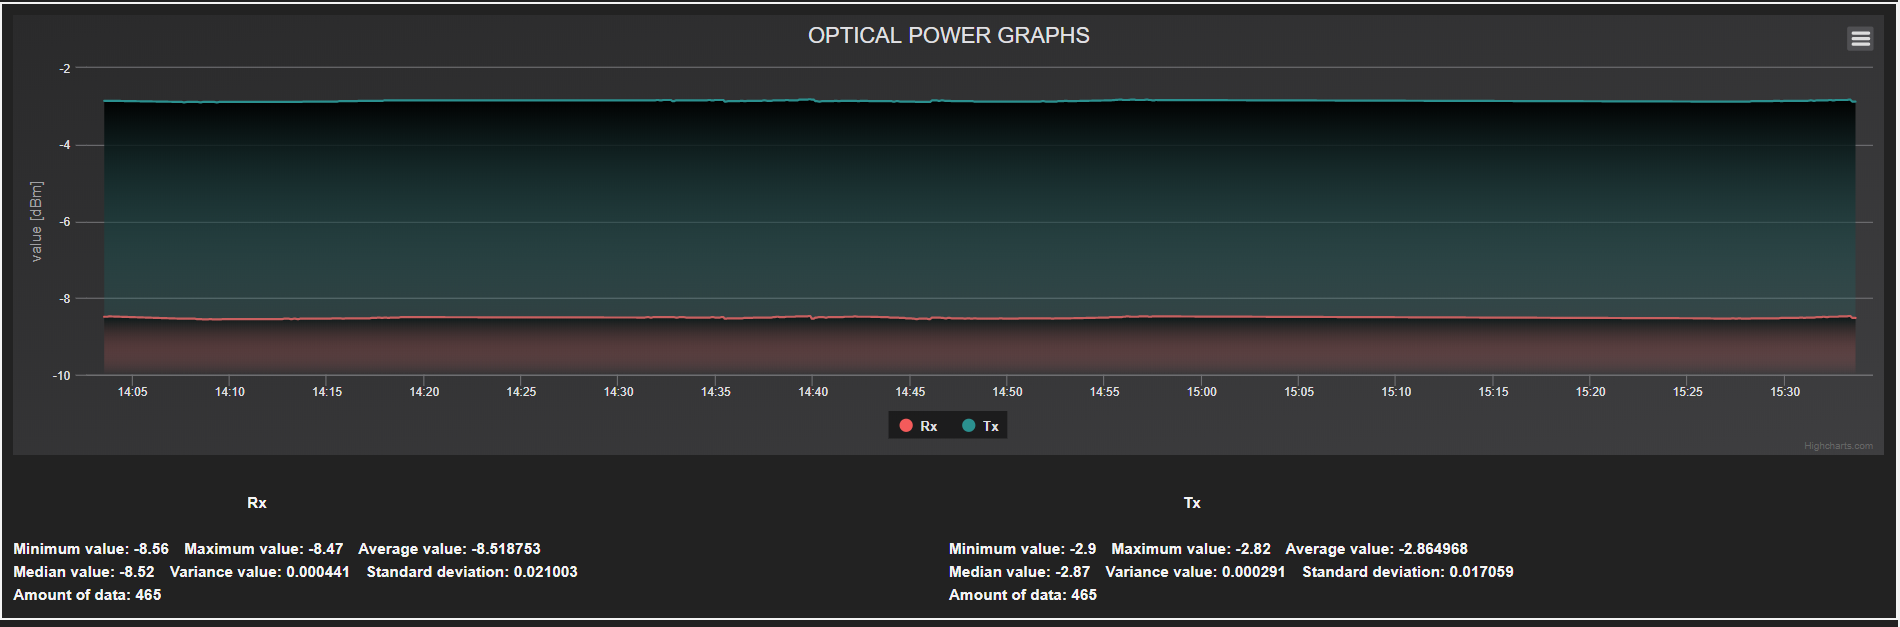 OPTICAL POWER GRAPHS
value [dBm]
-2
-4
-6
-8
-10
14:05 14:10 14:15 14:20 14:25 14:30 14:35 14:40 14:45 14:50 14:55 15:00 15:05 15:10 15:15 15:20 15:25 15:30
Rx Tx
Highcharts.com
Rx
Minimum value: -8.56 Maximum value: -8.47 Average value: -8.518753
Median value: -8.52 Variance value: 0.000441 Standard deviation: 0.021003
Amount of data: 465
Tx
Minimum value: -2.9 Maximum value: -2.82 Average value: -2.864968
Median value: -2.87 Variance value: 0.000291 Standard deviation: 0.017059
Amount of data: 465